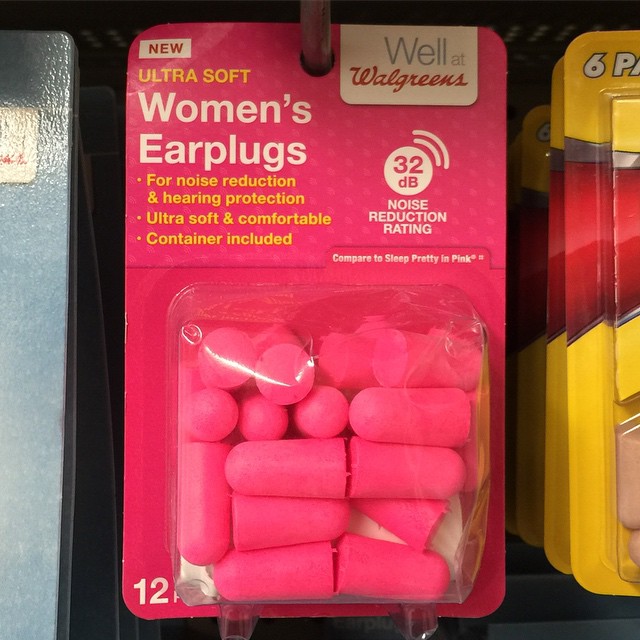 NEW
ULTRA SOFT
Women's
Earplugs
· For noise reduction
& hearing protection
· Ultra soft & comfortable
· Container included
Well at
Walgreens
32
dB
NOISE
REDUCTION
RATING
Compare to Sleep Pretty in Pink®
12
6